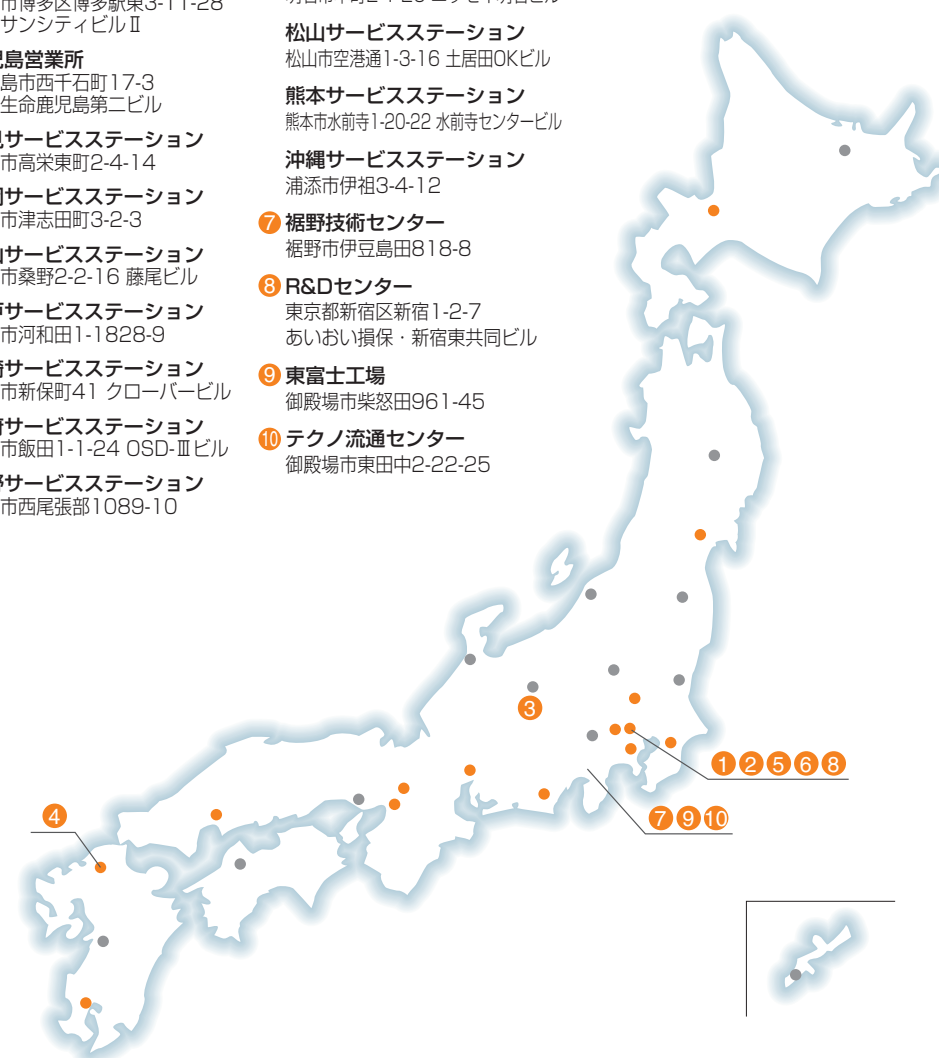 市博多区博多駅東3-11-28
サンシティビルⅡ
島営業所
島市西千石町17-3
生命鹿児島第二ビル
サービスステーション
市高栄東町2-4-14
サービスステーション
市津志田町3-2-3
サービスステーション
市桑野2-2-16 藤尾ビル
サービスステーション
市河和田1-1828-9
サービスステーション
市新保町41 クローバービル
サービスステーション
市飯田1-1-24 OSD-Ⅲビル
サービスステーション
市西尾張部1089-10
松山サービスステーション
松山市空港通1-3-16 土居田OKビル
熊本サービスステーション
熊本市水前寺1-20-22 水前寺センタービル
沖縄サービスステーション
浦添市伊祖3-4-12
7 裾野技術センター
裾野市伊豆島田818-8
8 R&Dセンター
東京都新宿区新宿1-2-7
あいおい損保・新宿東共同ビル
9 東富士工場
御殿場市柴怒田961-45
10 テクノ流通センター
御殿場市東田中2-22-25
3
1 2 5 6 8
7 9 10
4